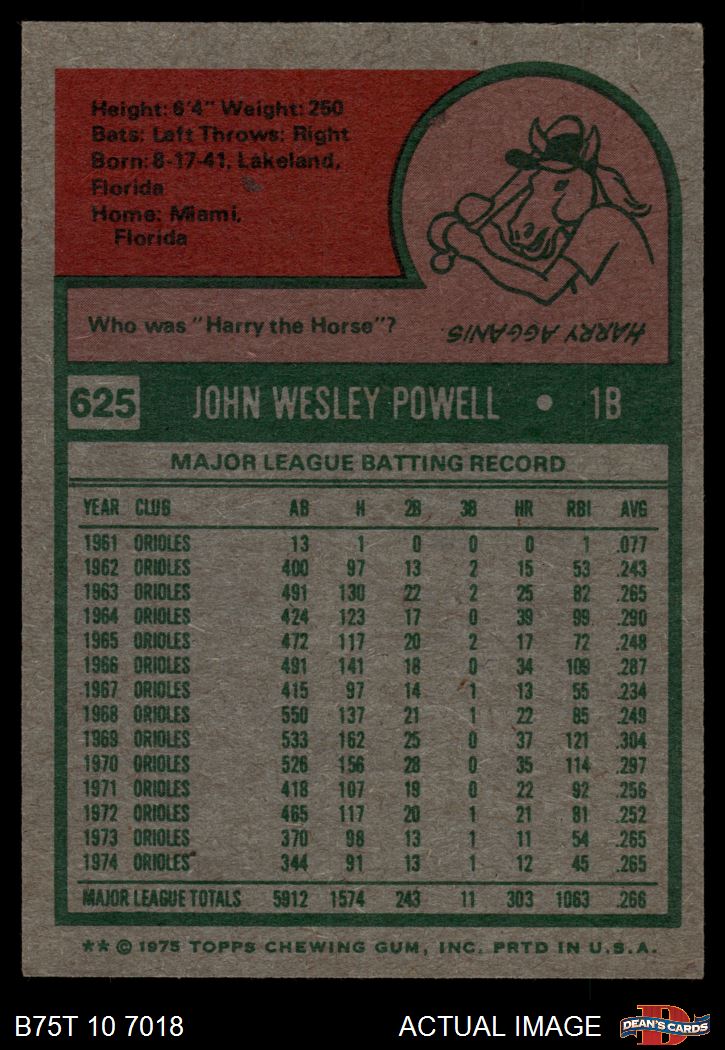 Height: 6'4" Weight: 250
Bats: Left Throws: Right
Born: 8-17-41, Lakeland,
Florida
Home: Miami,
Florida
Who was "Harry the Horse"?
HARRY AGGANIS.
625 JOHN WESLEY POWELL • 1B
MAJOR LEAGUE BATTING RECORD
YEAR CLUB AB H 2B 3B HR RBI AVG
1961 ORIOLES 13 1 0 0 0 1 .077
1962 ORIOLES 400 97 13 2 15 53 .243
1963 ORIOLES 491 130 22 2 25 82 .265
1964 ORIOLES 424 123 17 0 39 99 .290
1965 ORIOLES 472 117 20 2 17 72 .248
1966 ORIOLES 491 141 18 0 34 109 .287
1967 ORIOLES 415 97 14 1 13 55 .234
1968 ORIOLES 550 137 21 1 22 85 .249
1969 ORIOLES 533 162 25 0 37 121 .304
1970 ORIOLES 526 156 28 0 35 114 .297
1971 ORIOLES 418 107 19 0 22 92 .256
1972 ORIOLES 465 117 20 1 21 81 .252
1973 ORIOLES 370 98 13 1 11 54 .265
1974 ORIOLES 344 91 13 1 12 45 .265
MAJOR LEAGUE TOTALS 5912 1574 243 11 303 1063 .266
** © 1975 TOPPS CHEWING GUM, INC. PRTD IN U.S.A.
B75T 10 7018 ACTUAL IMAGE D DEAN'S CARDS